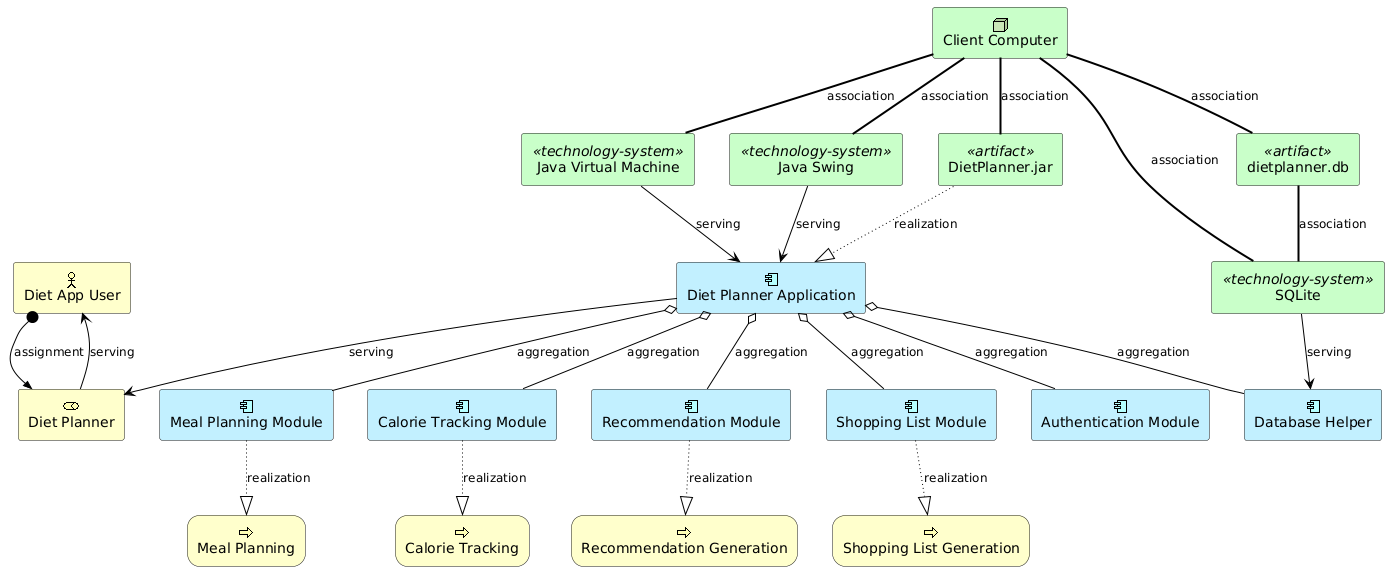 Client Computer
association
association
association
association
association
«technology-system»
Java Virtual Machine
«technology-system»
Java Swing
«artifact»
DietPlanner.jar
«artifact»
dietplanner.db
serving
serving
realization
association
Diet App User
Diet Planner Application
«technology-system»
SQLite
assignment
serving
serving
aggregation
aggregation
aggregation
aggregation
aggregation
aggregation
serving
Diet Planner
Meal Planning Module
Calorie Tracking Module
Recommendation Module
Shopping List Module
Authentication Module
Database Helper
realization
realization
realization
realization
Meal Planning
Calorie Tracking
Recommendation Generation
Shopping List Generation